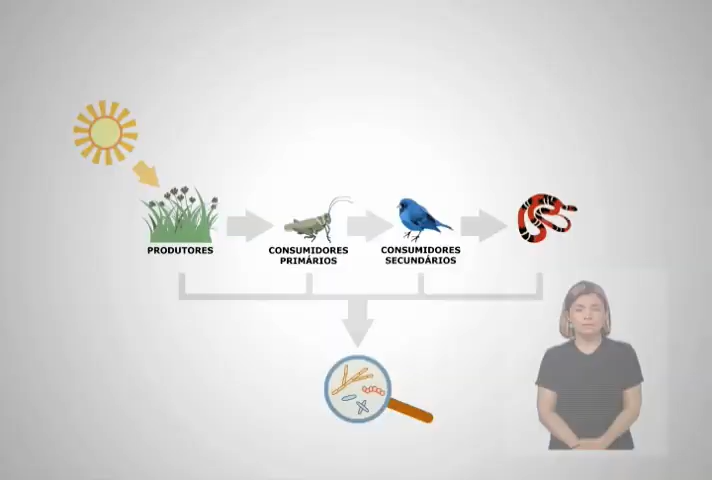 PRODUTORES
CONSUMIDORES
PRIMÁRIOS
CONSUMIDORES
SECUNDÁRIOS